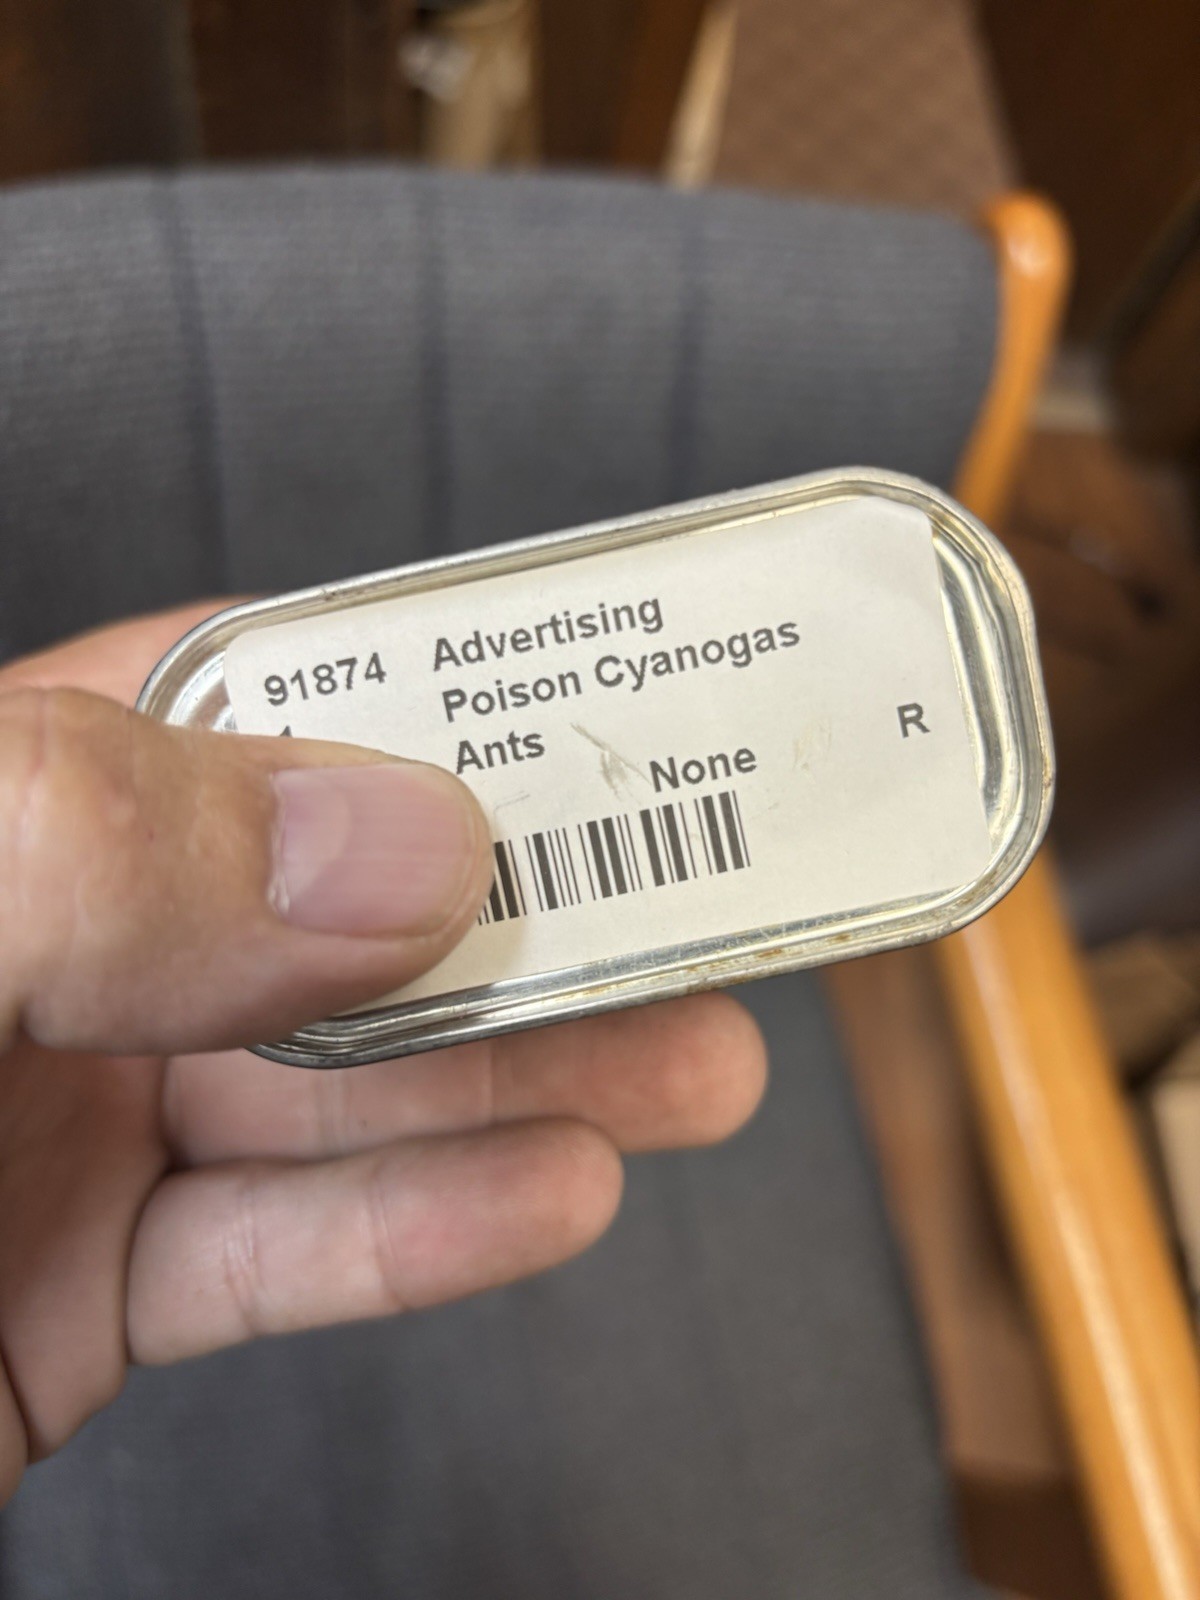 91874 Advertising
Poison Cyanogas
Ants
None R